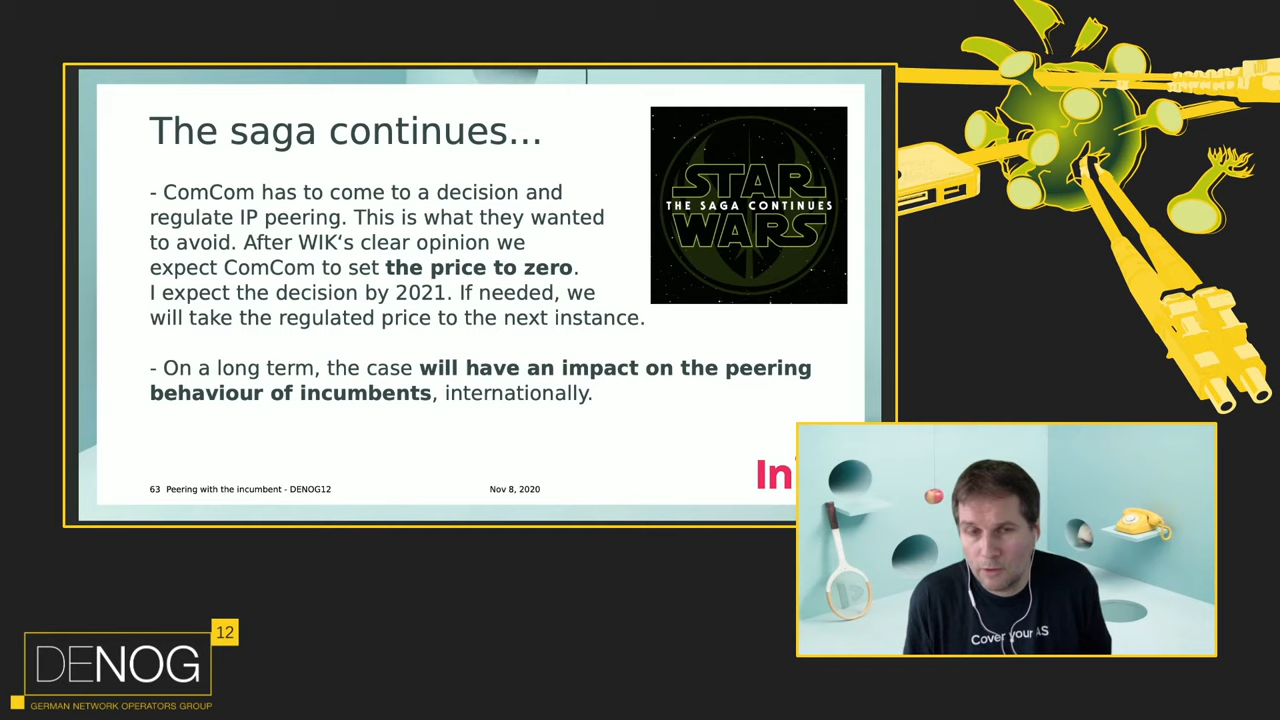 The saga continues...
STAR
THE SAGA CONTINUES
WARS
- ComCom has to come to a decision and
regulate IP peering. This is what they wanted
to avoid. After WIK‘s clear opinion we
expect ComCom to set the price to zero.
I expect the decision by 2021. If needed, we
will take the regulated price to the next instance.
- On a long term, the case will have an impact on the peering
behaviour of incumbents, internationally.
63 Peering with the incumbent - DENOG12
Nov 8, 2020
In
Cover your AS
12
DENOG
GERMAN NETWORK OPERATORS GROUP